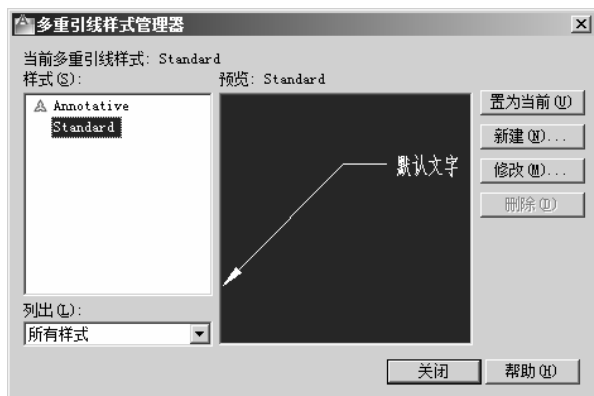 多重引线样式管理器
当前多重引线样式: Standard
样式(S):
预览: Standard
Annotative
Standard
默认文字
置为当前(U)
新建(N)...
修改(M)...
删除(D)
列出(L):
所有样式
关闭
帮助(H)